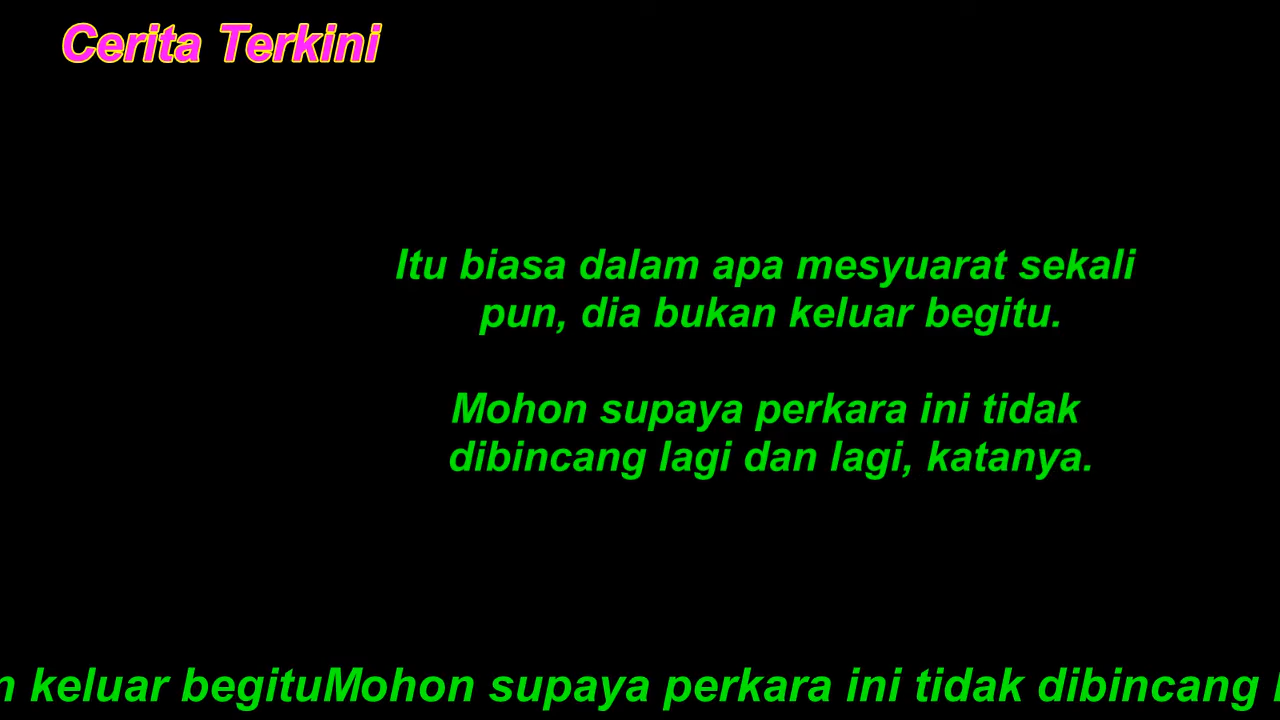 Cerita Terkini
Itu biasa dalam apa mesyuarat sekali
pun, dia bukan keluar begitu.
Mohon supaya perkara ini tidak
dibincang lagi dan lagi, katanya.
keluar begituMohon supaya perkara ini tidak dibincang